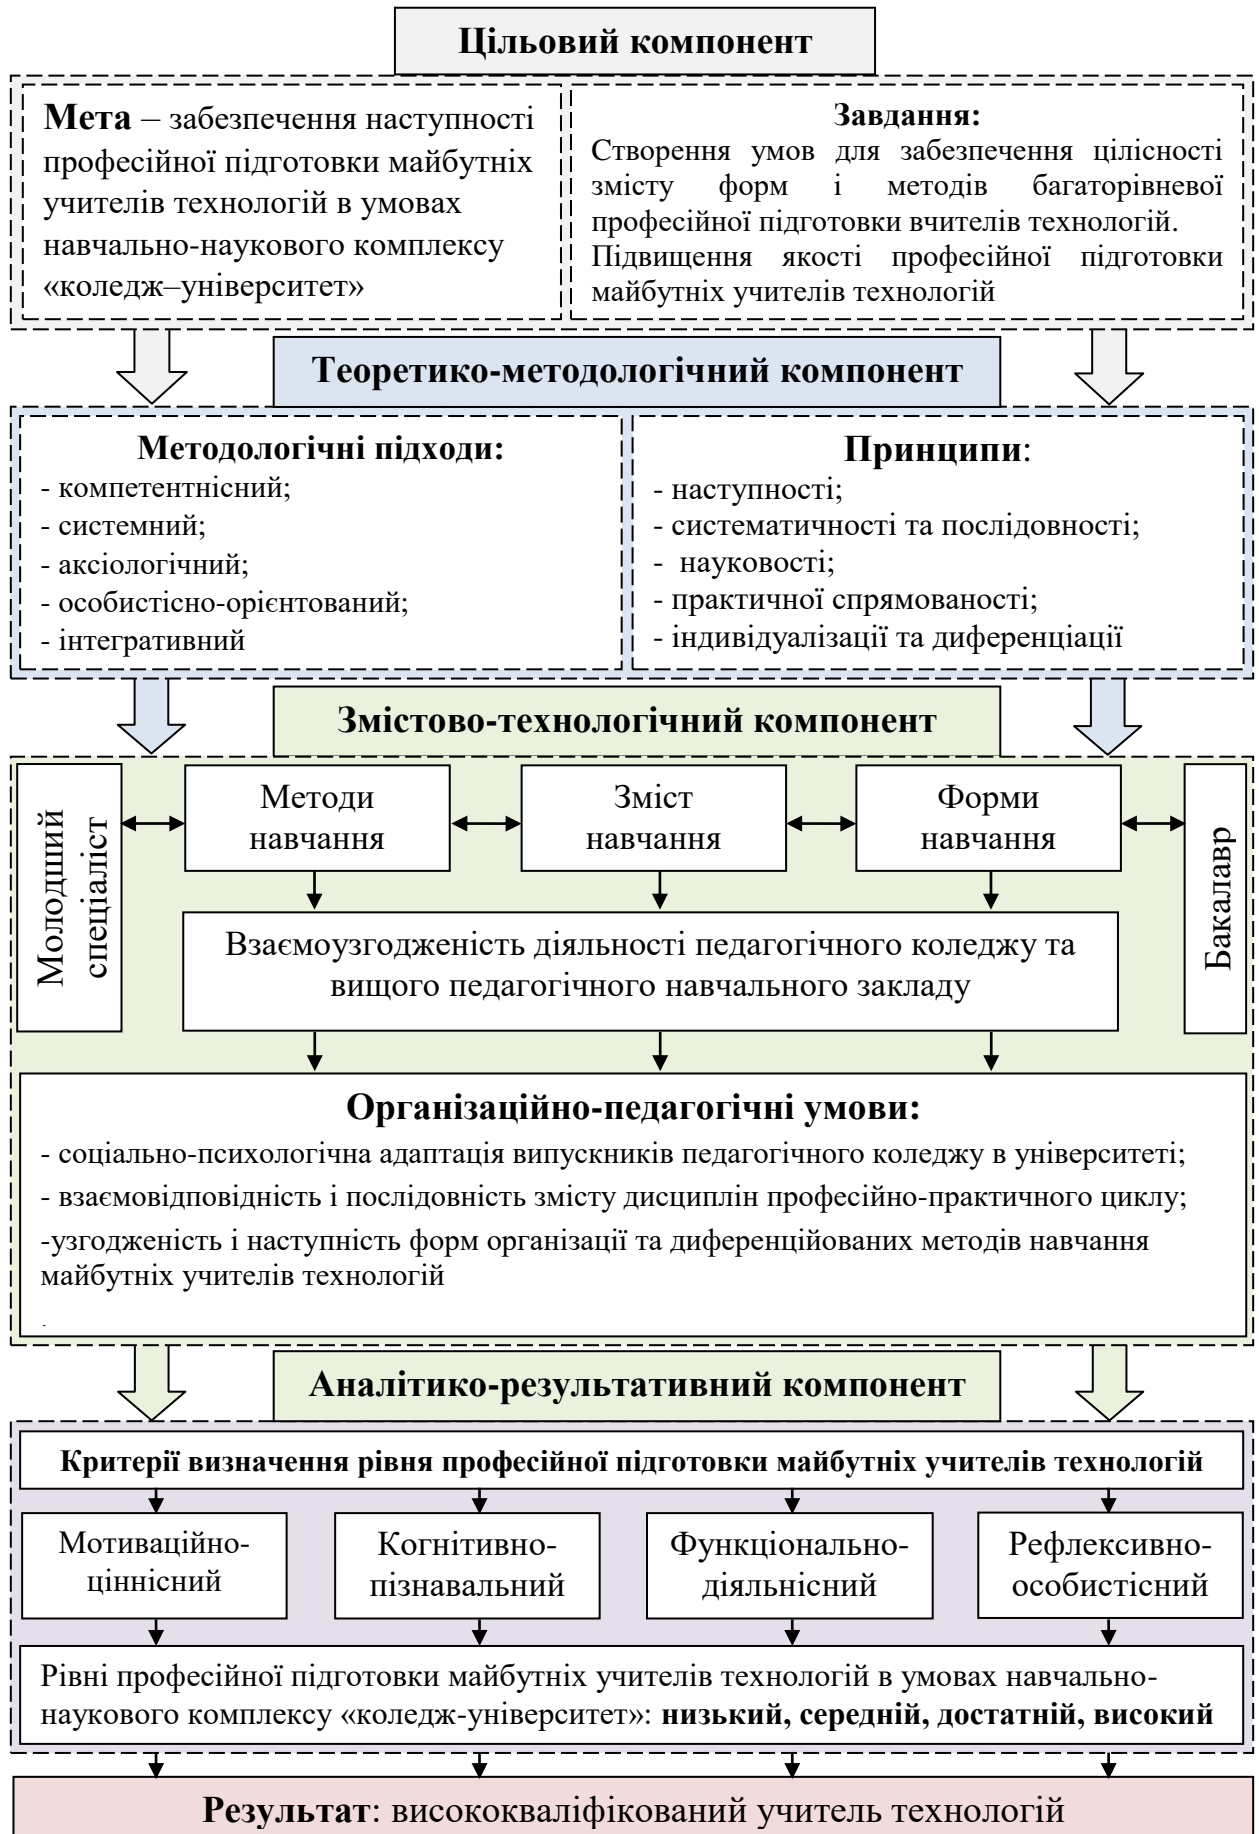 Цільовий компонент
Мета – забезпечення наступності
професійної підготовки майбутніх
учителів технологій в умовах
навчально-наукового комплексу
«коледж–університет»
Завдання:
Створення умов для забезпечення цілісності
змісту форм і методів багаторівневої
професійної підготовки вчителів технологій.
Підвищення якості професійної підготовки
майбутніх учителів технологій
Теоретико-методологічний компонент
Методологічні підходи:
- компетентнісний;
- системний;
- аксіологічний;
- особистісно-орієнтований;
- інтегративний
Принципи:
- наступності;
- систематичності та послідовності;
- науковості;
- практичної спрямованості;
- індивідуалізації та диференціації
Змістово-технологічний компонент
Молодший
спеціаліст
Методи
навчання
Зміст
навчання
Форми
навчання
Бакалавр
Взаємоузгодженість діяльності педагогічного коледжу та
вищого педагогічного навчального закладу
Організаційно-педагогічні умови:
- соціально-психологічна адаптація випускників педагогічного коледжу в університеті;
- взаємовідповідність і послідовність змісту дисциплін професійно-практичного циклу;
-узгодженість і наступність форм організації та диференційованих методів навчання
майбутніх учителів технологій
.
Аналітико-результативний компонент
Критерії визначення рівня професійної підготовки майбутніх учителів технологій
Мотиваційно-
ціннісний
Когнітивно-
пізнавальний
Функціонально-
діяльнісний
Рефлексивно-
особистісний
Рівні професійної підготовки майбутніх учителів технологій в умовах навчально-
наукового комплексу «коледж-університет»: низький, середній, достатній, високий
Результат: висококваліфікований учитель технологій